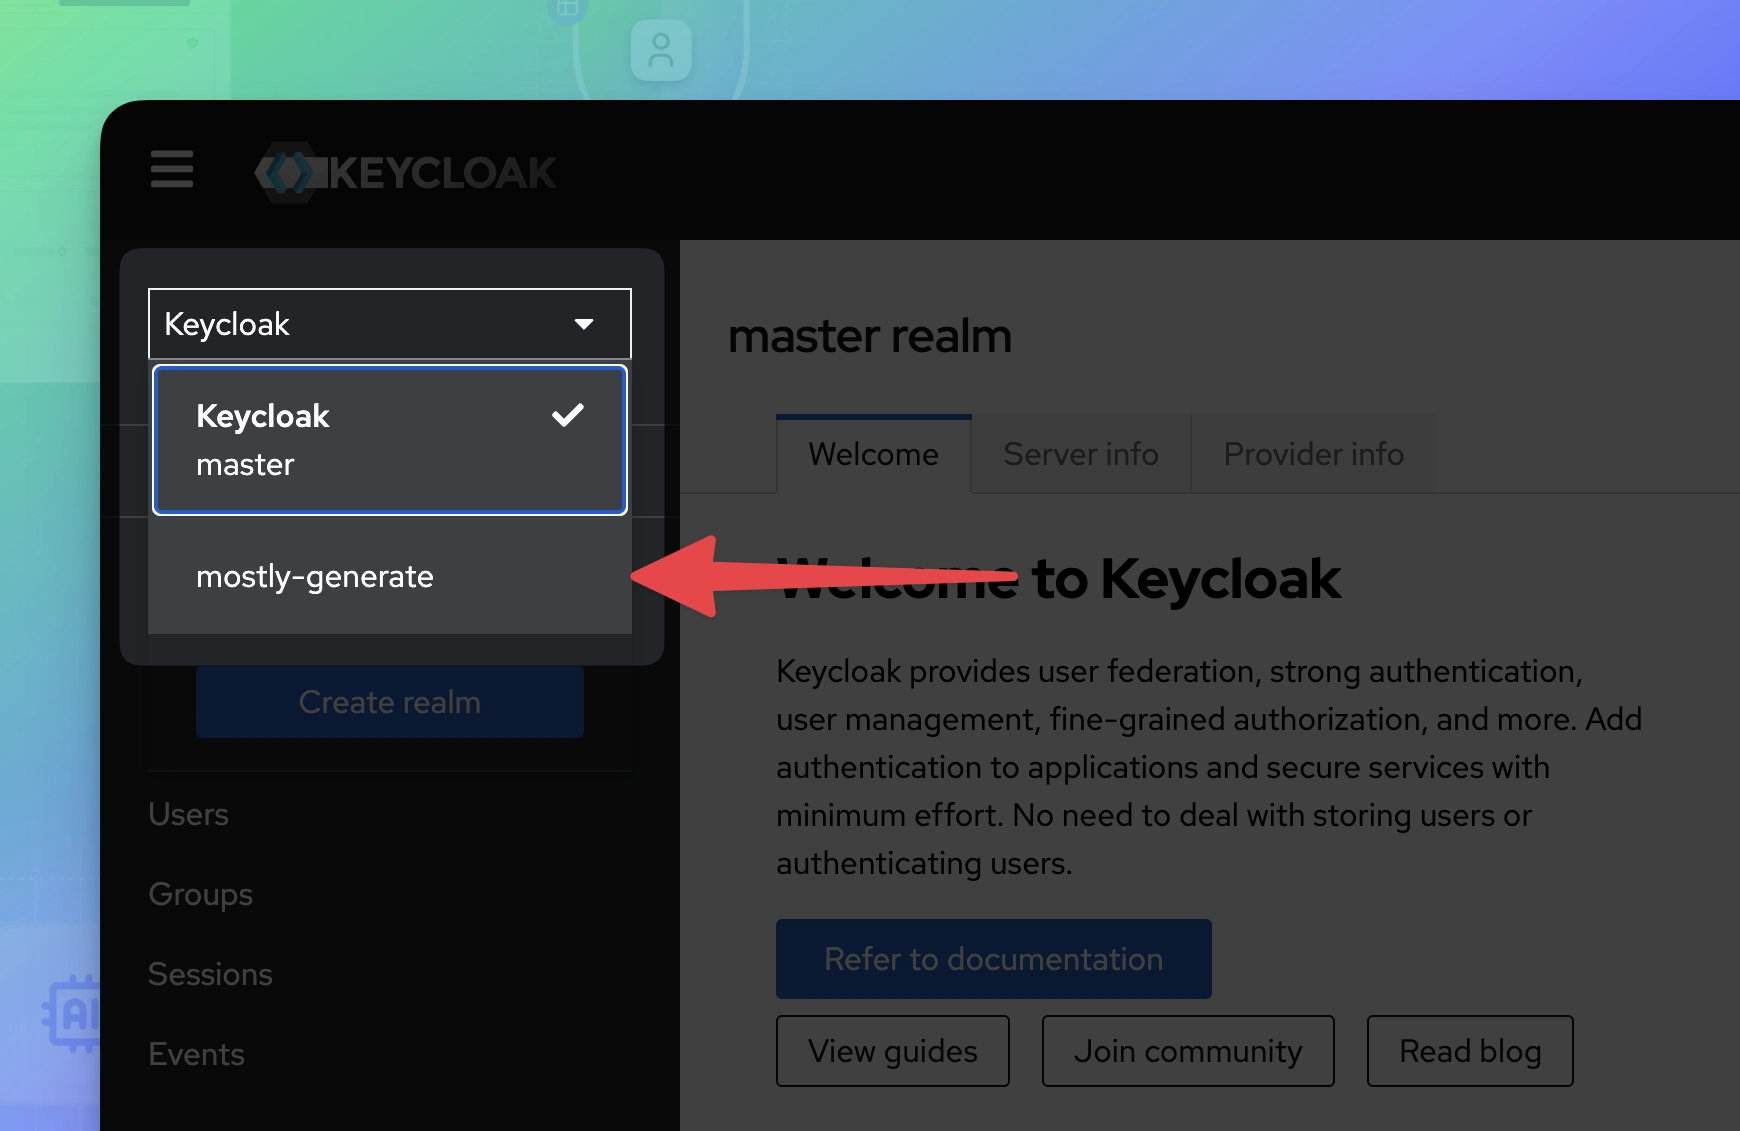 KEYCLOAK
Keycloak
Keycloak
master
mostly-generate
Create realm
Users
Groups
Sessions
Events
master realm
Welcome
Server info
Provider info
Welcome to Keycloak
Keycloak provides user federation, strong authentication,
user management, fine-grained authorization, and more. Add
authentication to applications and secure services with
minimum effort. No need to deal with storing users or
authenticating users.
Refer to documentation
View guides
Join community
Read blog
AI